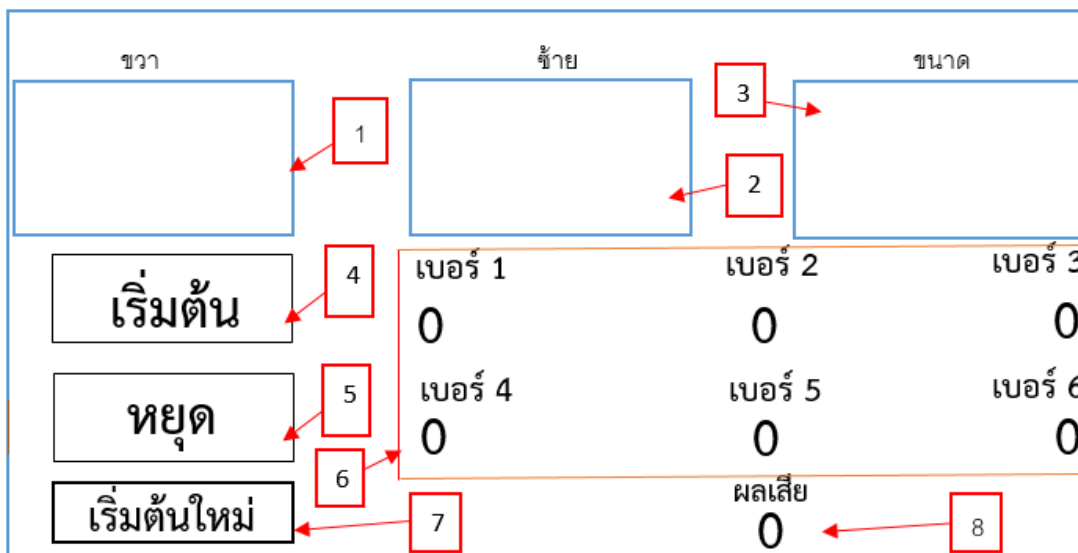 ขวา ซ้าย ขนาด
1 2 3
4 เบอร์ 1 เบอร์ 2 เบอร์ 3
เริ่มต้น 0 0 0
5 เบอร์ 4 เบอร์ 5 เบอร์ 6
หยุด 0 0 0
6 ผลเสีย
เริ่มต้นใหม่ 7 0 8